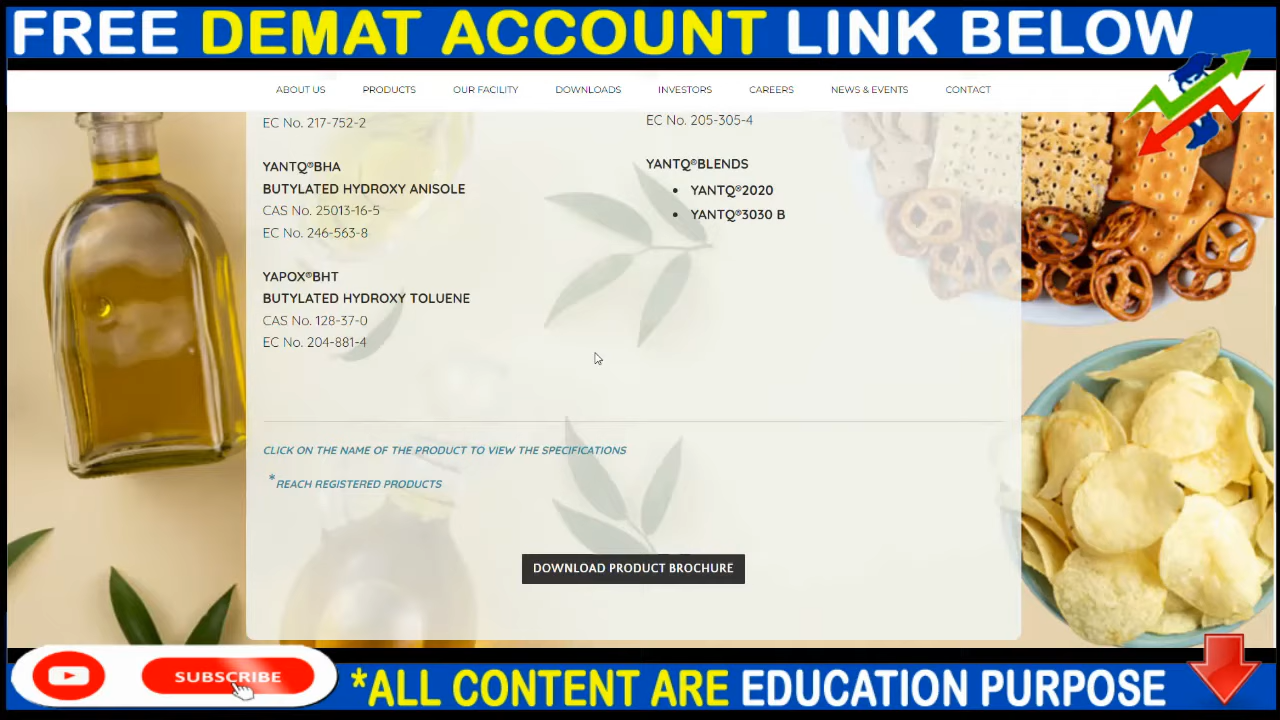 FREE DEMAT ACCOUNT LINK BELOW
ABOUT US PRODUCTS OUR FACILITY DOWNLOADS INVESTORS CAREERS NEWS & EVENTS CONTACT
EC No. 217-752-2
YANTQ®BHA
BUTYLATED HYDROXY ANISOLE
CAS No. 25013-16-5
EC No. 246-563-8
YAPOX®BHT
BUTYLATED HYDROXY TOLUENE
CAS No. 128-37-0
EC No. 204-881-4
EC No. 205-305-4
YANTQ®BLENDS
• YANTQ®2020
• YANTQ®3030 B
CLICK ON THE NAME OF THE PRODUCT TO VIEW THE SPECIFICATIONS
*REACH REGISTERED PRODUCTS
DOWNLOAD PRODUCT BROCHURE
SUBSCRIBE
*ALL CONTENT ARE EDUCATION PURPOSE